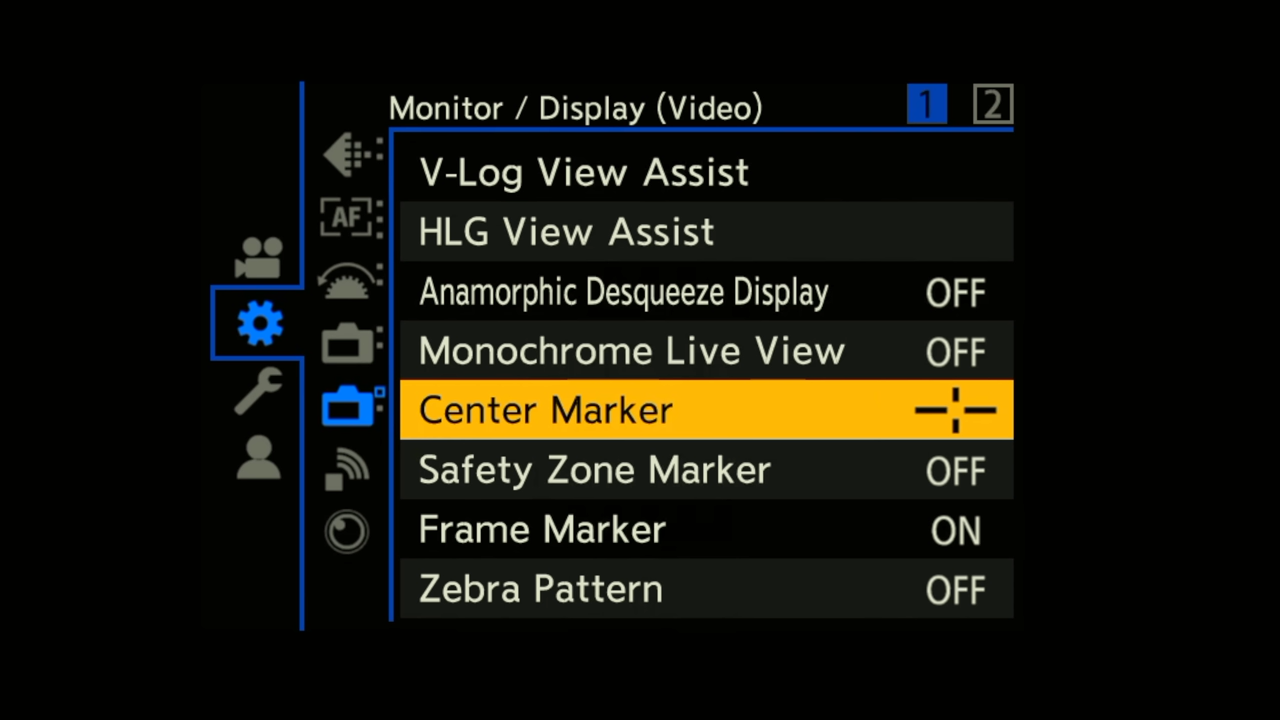 Monitor / Display (Video) 1 2
V-Log View Assist
AF
HLG View Assist
Anamorphic Desqueeze Display OFF
Monochrome Live View OFF
Center Marker
Safety Zone Marker OFF
Frame Marker ON
Zebra Pattern OFF